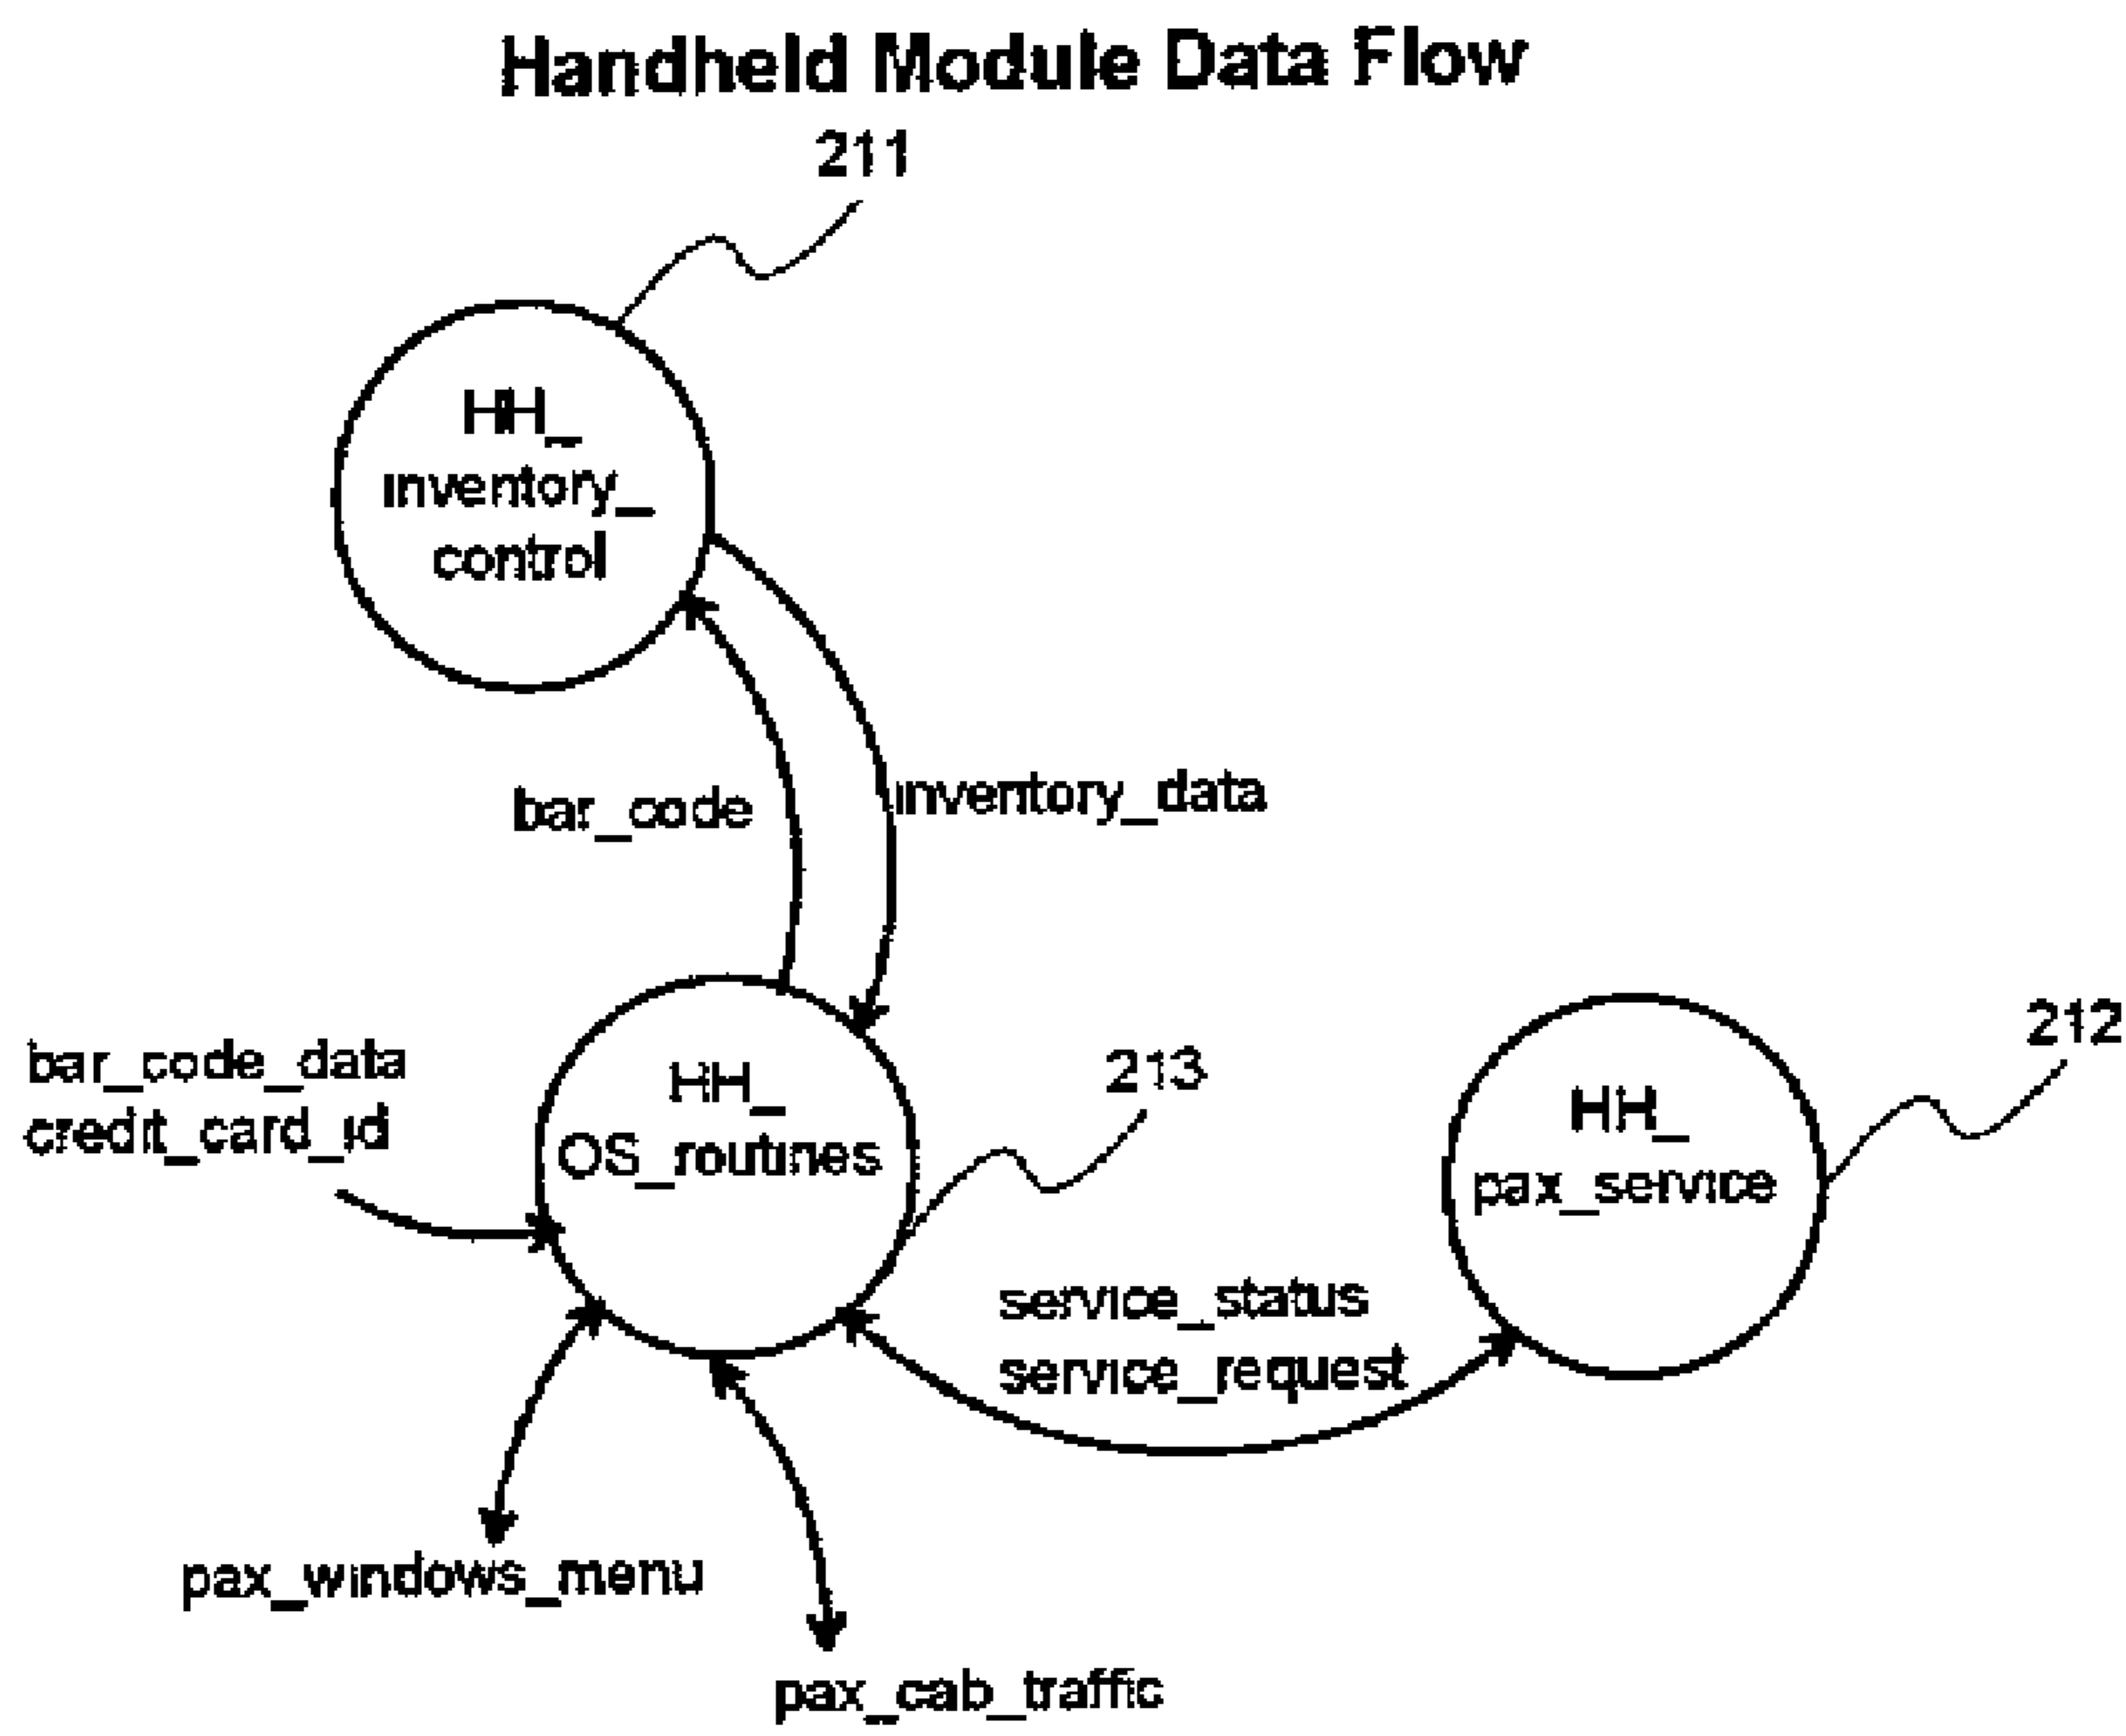 Handheld Module Data Flow
211
HH_
inventory_
control
bar_code
inventory_data
bar_code_data
credit_card_id
HH_
OS_routines
213
212
HH_
pax_service
service_status
service_request
pax_windows_menu
pax_cab_traffic